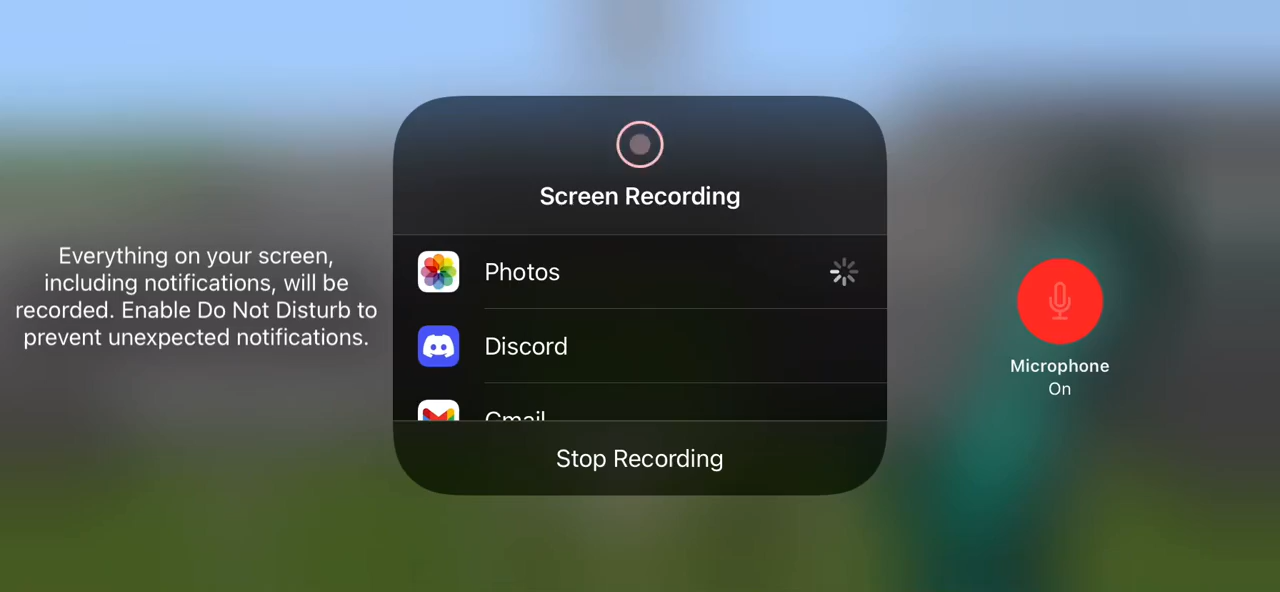 Screen Recording
Everything on your screen,
including notifications, will be
recorded. Enable Do Not Disturb to
prevent unexpected notifications.
Photos
Discord
Gmail
Stop Recording
Microphone
On